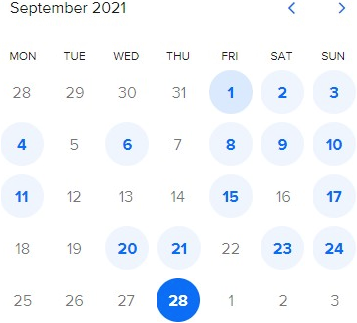 September 2021
MON TUE WED THU FRI SAT SUN
28 29 30 31 1 2 3
4 5 6 7 8 9 10
11 12 13 14 15 16 17
18 19 20 21 22 23 24
25 26 27 28 1 2 3